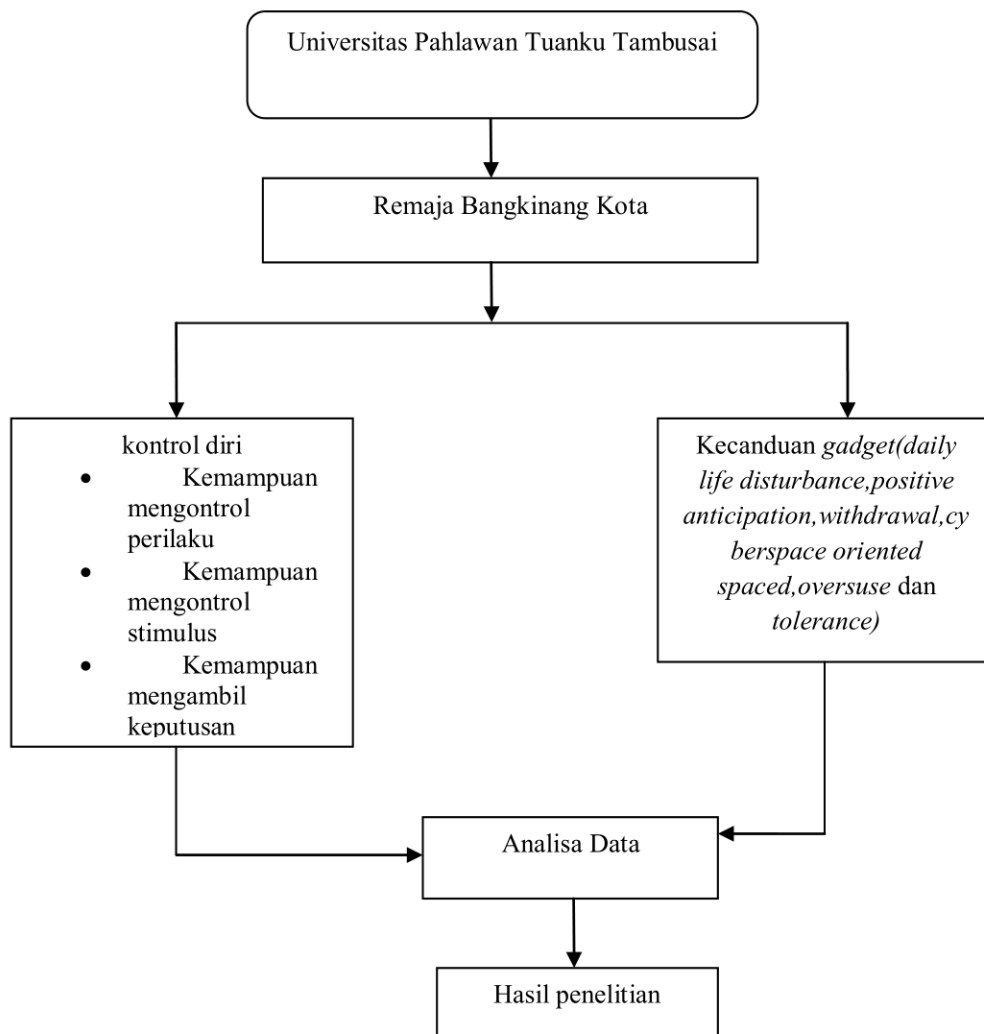 Universitas Pahlawan Tuanku Tambusai
Remaja Bangkinang Kota
kontrol diri
• Kemampuan
mengontrol
perilaku
• Kemampuan
mengontrol
stimulus
• Kemampuan
mengambil
keputusan
Kecanduan gadget(daily
life disturbance,positive
anticipation,withdrawal,cy
berspace oriented
spaced,oversuse dan
tolerance)
Analisa Data
Hasil penelitian